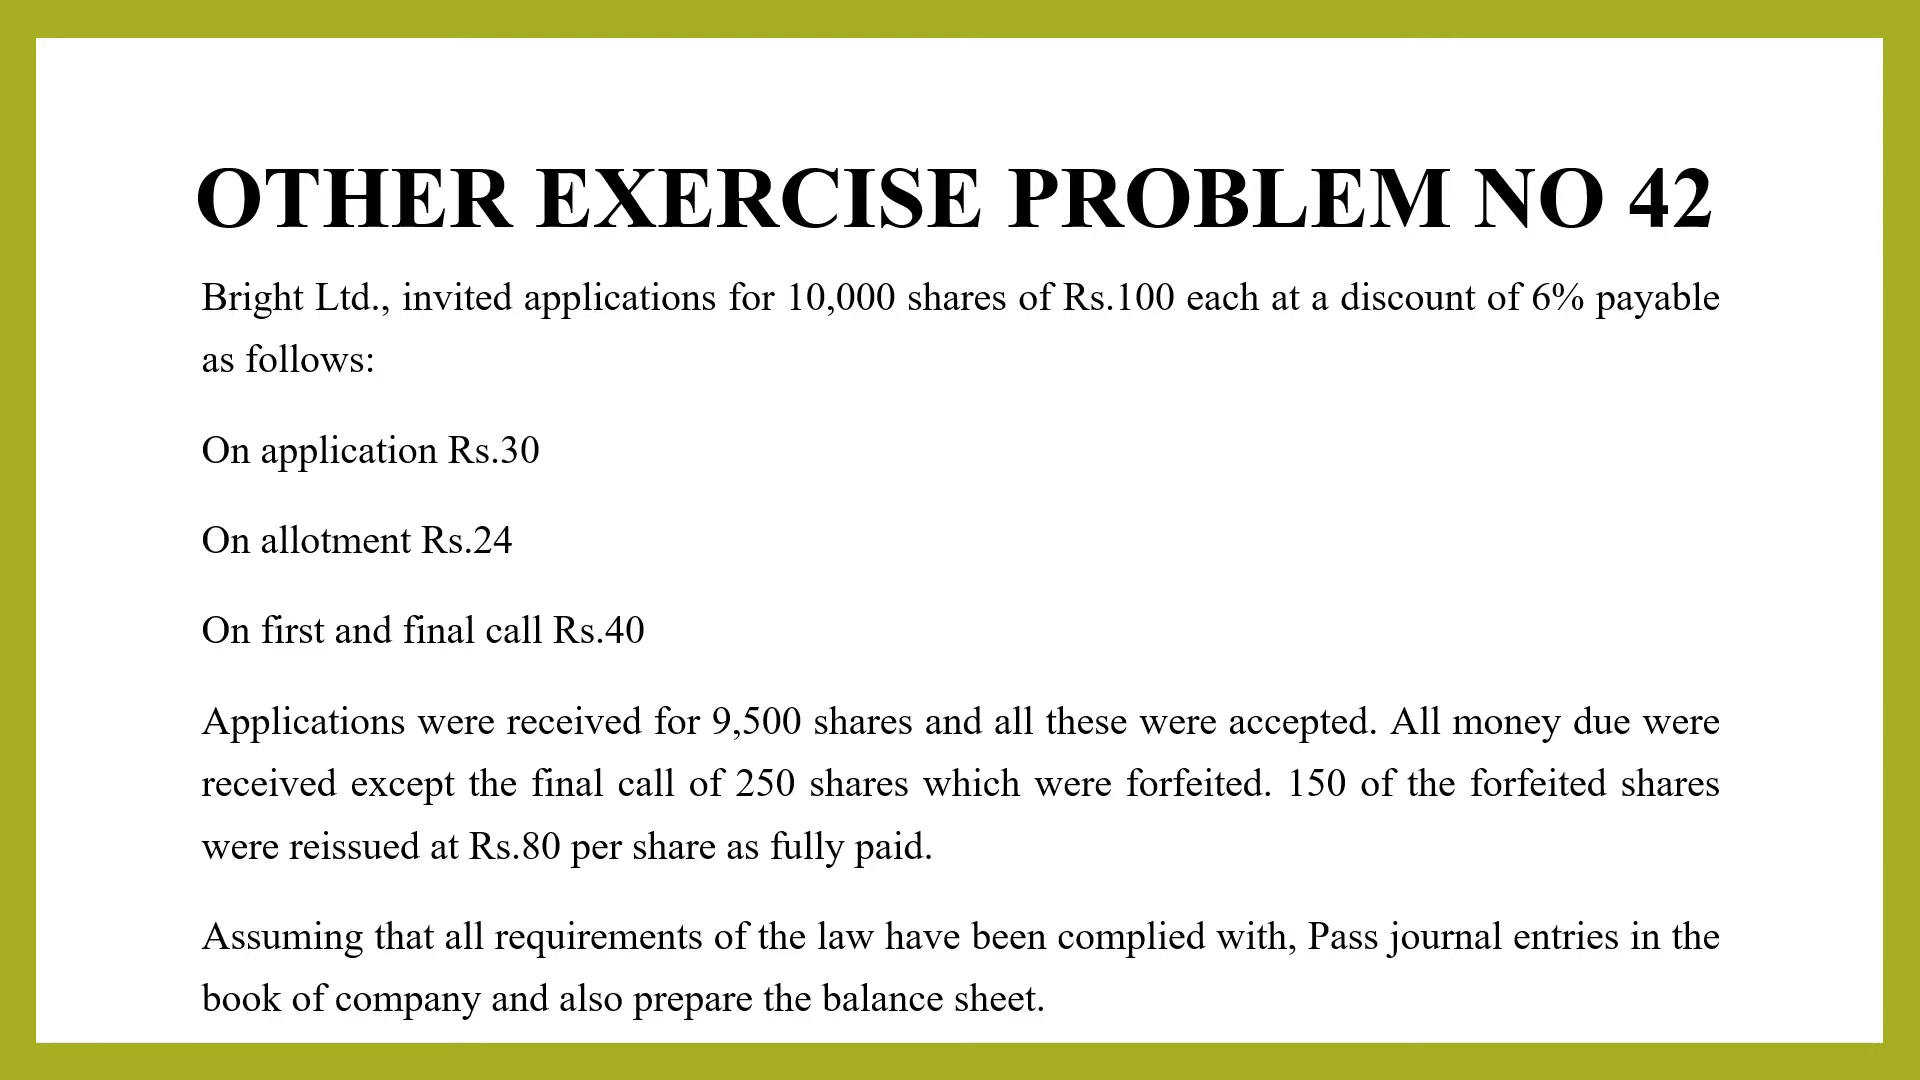 OTHER EXERCISE PROBLEM NO 42
Bright Ltd., invited applications for 10,000 shares of Rs.100 each at a discount of 6% payable
as follows:
On application Rs.30
On allotment Rs.24
On first and final call Rs.40
Applications were received for 9,500 shares and all these were accepted. All money due were
received except the final call of 250 shares which were forfeited. 150 of the forfeited shares
were reissued at Rs.80 per share as fully paid.
Assuming that all requirements of the law have been complied with, Pass journal entries in the
book of company and also prepare the balance sheet.